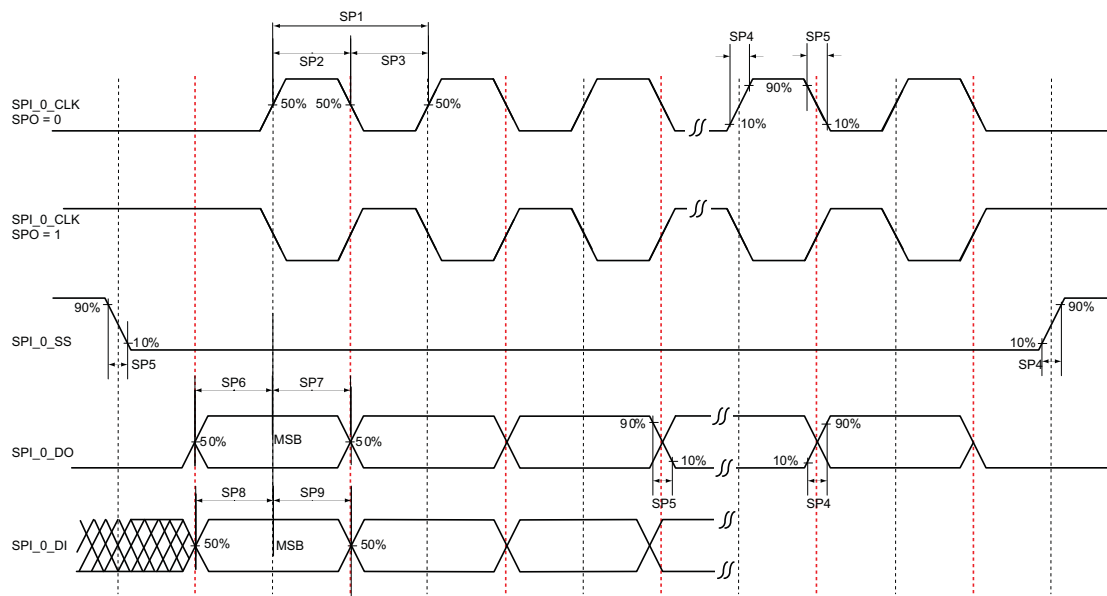 SP1
SP4 SP5
SP2 SP3
SPI_0_CLK
SPO = 0
50% 50% 50% 90%
10% 10%
SPI_0_CLK
SPO = 1
90% 90%
SPI_0_SS
10% 10%
SP5 SP4
SP6 SP7
90% 90%
50% MSB 50%
SPI_0_DO
10% 10%
SP8 SP9 SP5 SP4
SPI_0_DI
50% MSB 50%